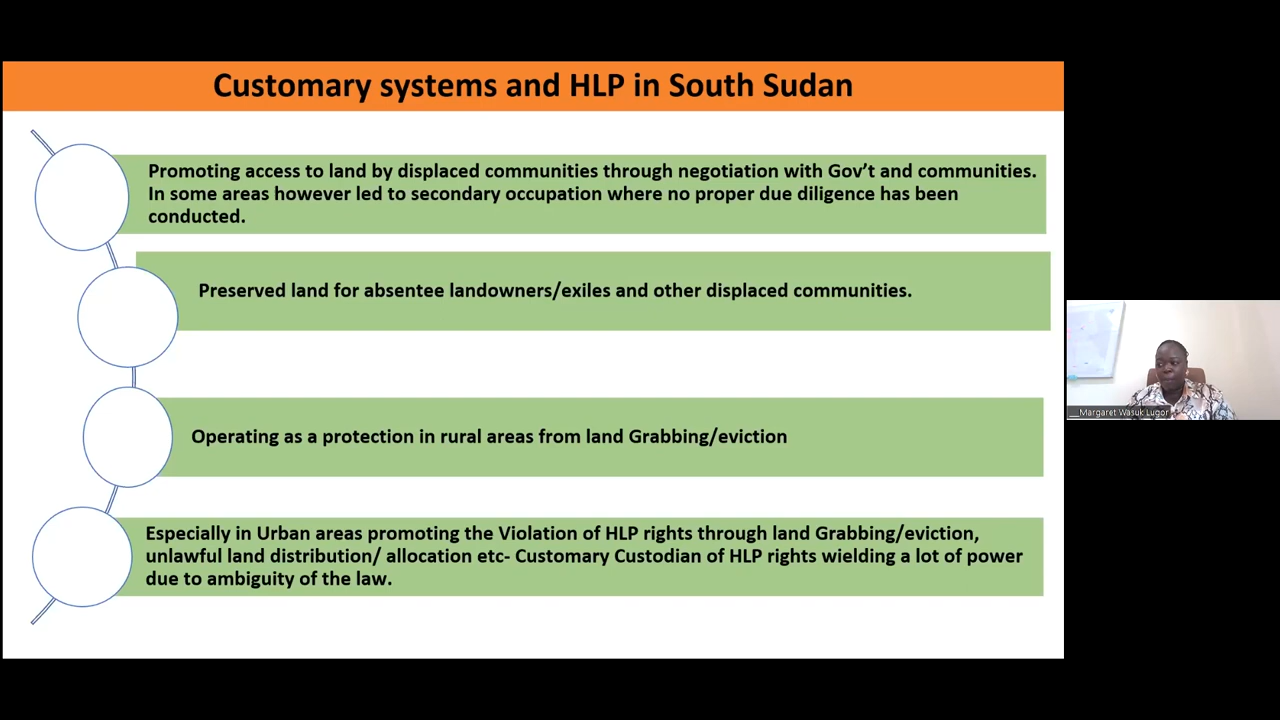 Customary systems and HLP in South Sudan
Promoting access to land by displaced communities through negotiation with Gov’t and communities.
In some areas however led to secondary occupation where no proper due diligence has been
conducted.
Preserved land for absentee landowners/exiles and other displaced communities.
Operating as a protection in rural areas from land Grabbing/eviction
Especially in Urban areas promoting the Violation of HLP rights through land Grabbing/eviction,
unlawful land distribution/ allocation etc- Customary Custodian of HLP rights wielding a lot of power
due to ambiguity of the law.
__Margaret Wasuk Lugor